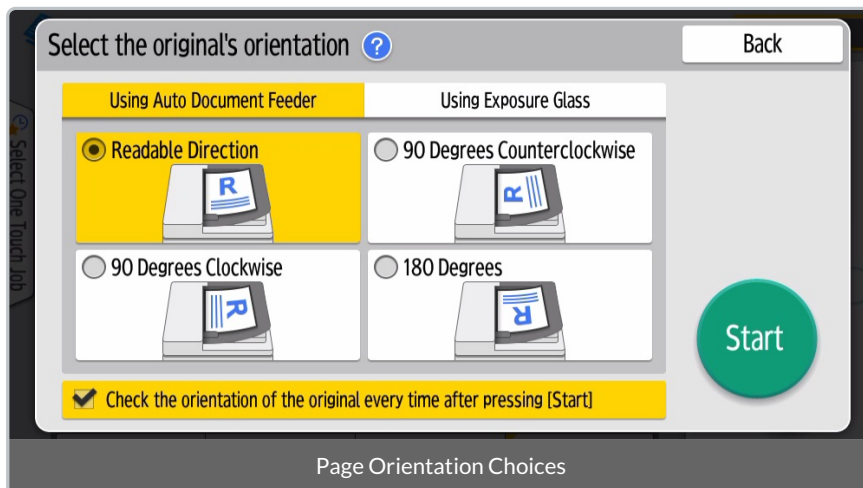 Select the original's orientation ?
Back
Using Auto Document Feeder
Using Exposure Glass
Readable Direction
R
90 Degrees Counterclockwise
R
90 Degrees Clockwise
R
180 Degrees
R
Select One Touch Job
Start
Check the orientation of the original every time after pressing [Start]
Page Orientation Choices